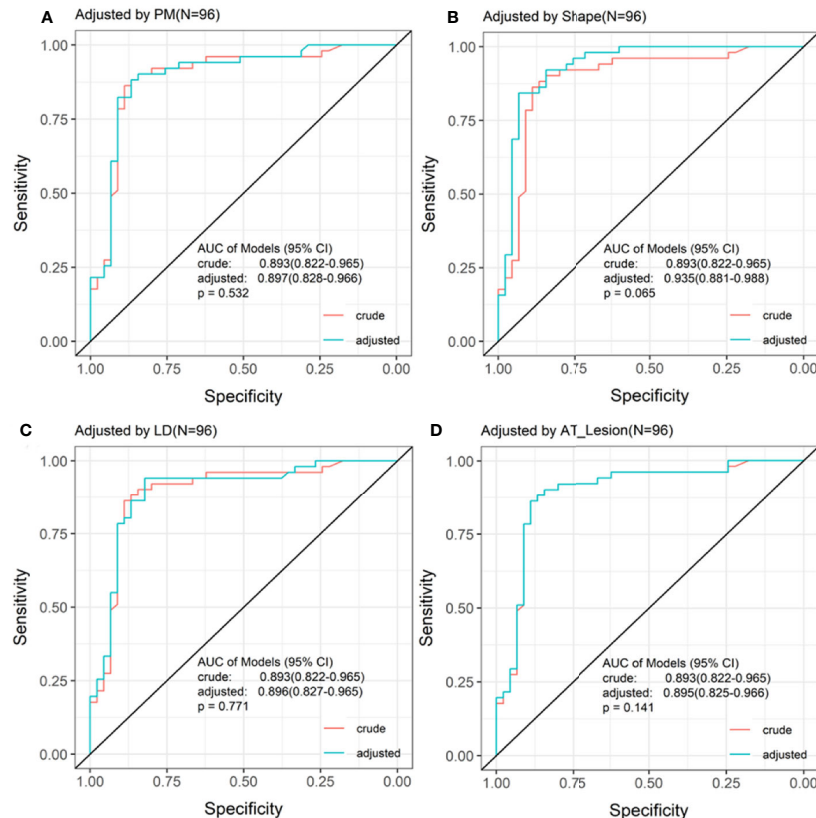 A
Adjusted by PM(N=96)
Sensitivity
1.00
0.75
0.50
0.25
0.00
AUC of Models (95% CI)
crude: 0.893(0.822-0.965)
adjusted: 0.897(0.828-0.966)
p = 0.532
crude
adjusted
1.00 0.75 0.50 0.25 0.00
Specificity
B
Adjusted by Shape(N=96)
Sensitivity
1.00
0.75
0.50
0.25
0.00
AUC of Models (95% CI)
crude: 0.893(0.822-0.965)
adjusted: 0.935(0.881-0.988)
p = 0.065
crude
adjusted
1.00 0.75 0.50 0.25 0.00
Specificity
C
Adjusted by LD(N=96)
Sensitivity
1.00
0.75
0.50
0.25
0.00
AUC of Models (95% CI)
crude: 0.893(0.822-0.965)
adjusted: 0.896(0.827-0.965)
p = 0.771
crude
adjusted
1.00 0.75 0.50 0.25 0.00
Specificity
D
Adjusted by AT_Lesion(N=96)
Sensitivity
1.00
0.75
0.50
0.25
0.00
AUC of Models (95% CI)
crude: 0.893(0.822-0.965)
adjusted: 0.895(0.825-0.966)
p = 0.141
crude
adjusted
1.00 0.75 0.50 0.25 0.00
Specificity